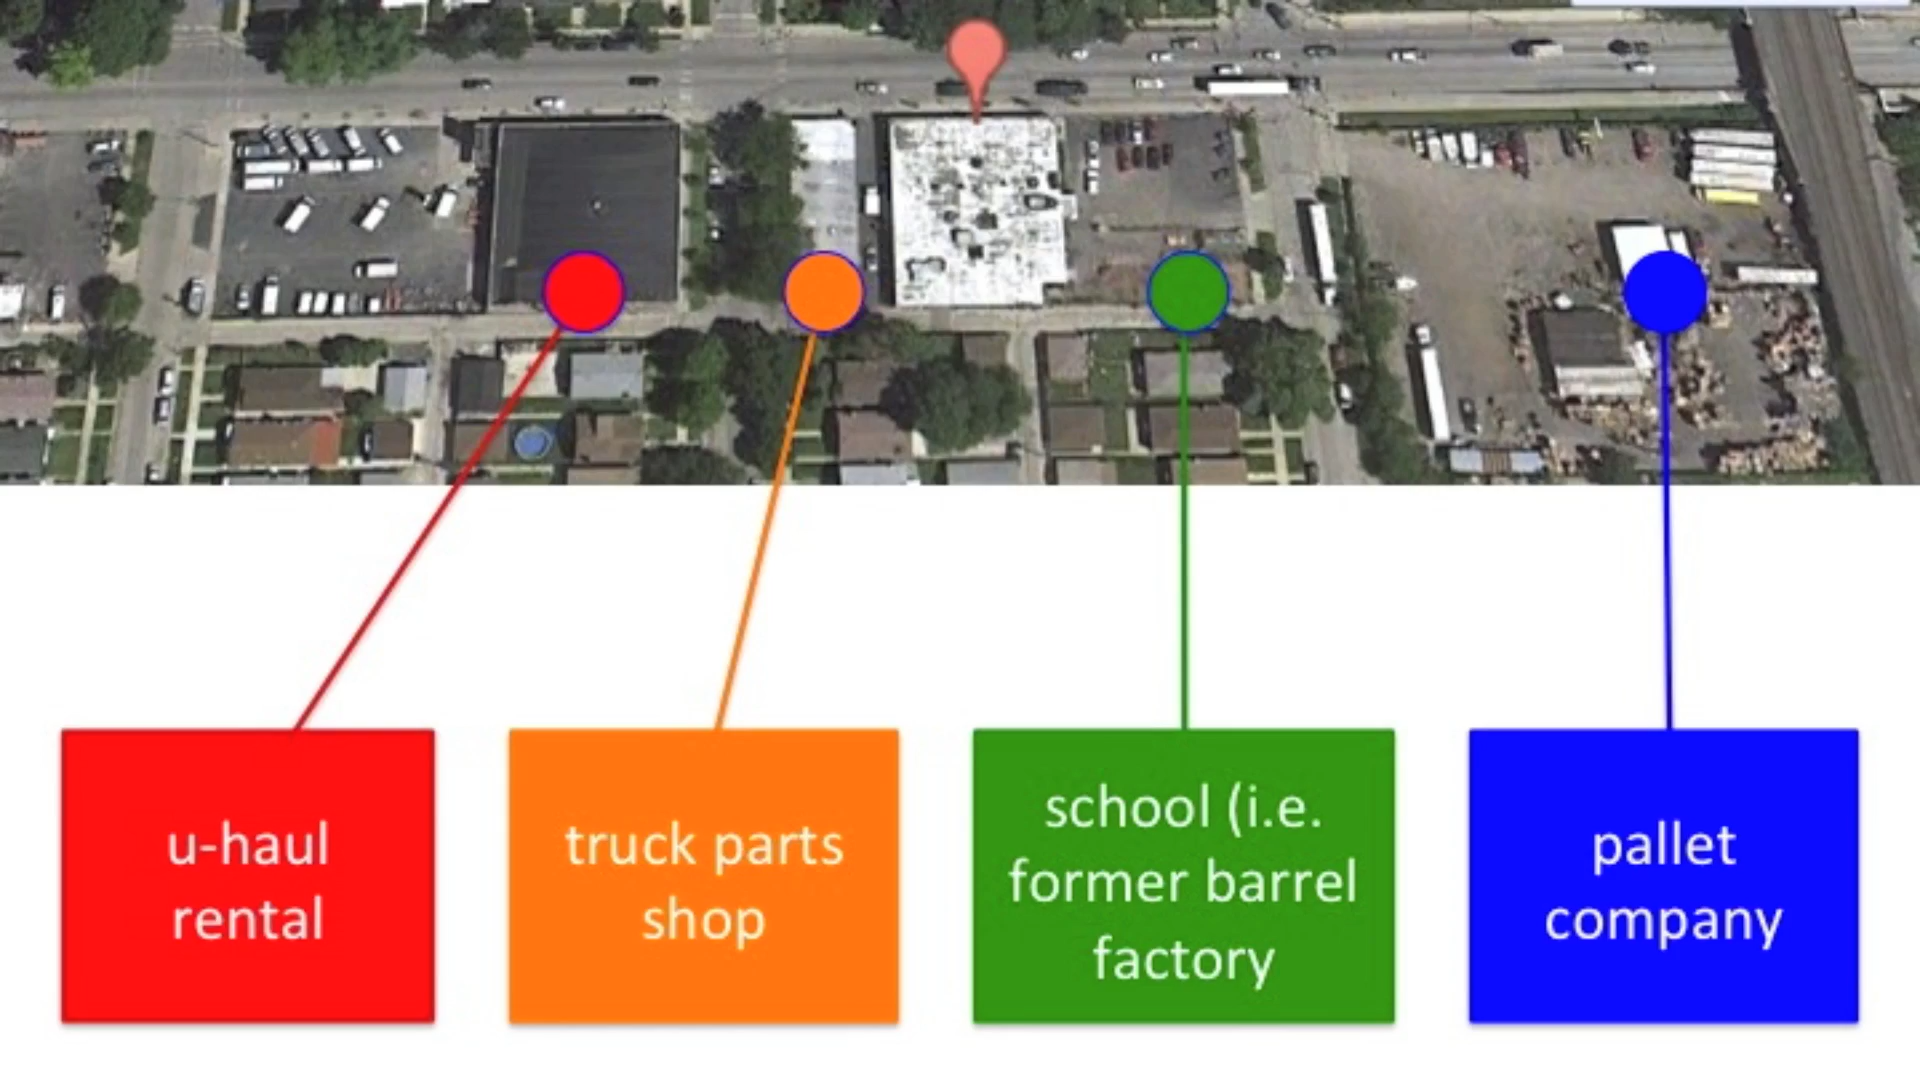 u-haul
rental
truck parts
shop
school (i.e.
former barrel
factory
pallet
company